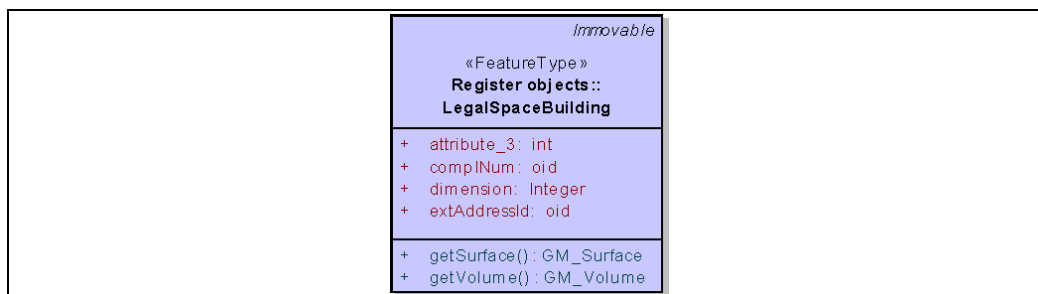 Immovable
«FeatureType»
Register objects::
LegalSpaceBuilding
+ attribute_3: int
+ complNum: oid
+ dimension: Integer
+ extAddressId: oid
+ getSurface() : GM_Surface
+ getVolume() : GM_Volume